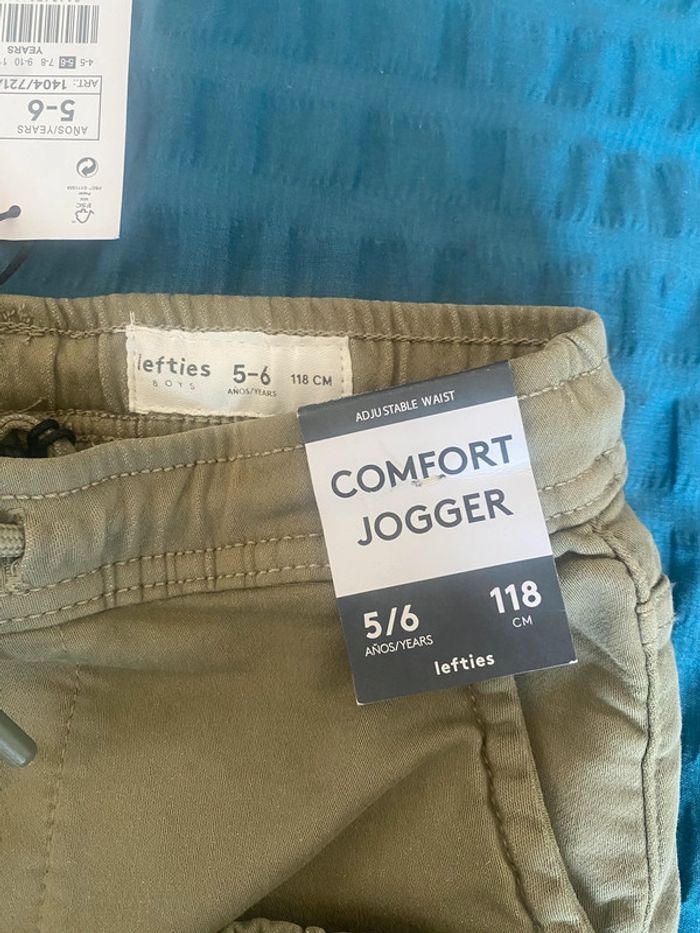 YEARS
4-5 5-6 7-8 9-10
ART.: 1404/721
5-6
AÑOS/YEARS
FSC
lefties
BOYS
5-6
AÑOS/YEARS
118 CM
ADJUSTABLE WAIST
COMFORT
JOGGER
5/6
AÑOS/YEARS
118
CM
lefties